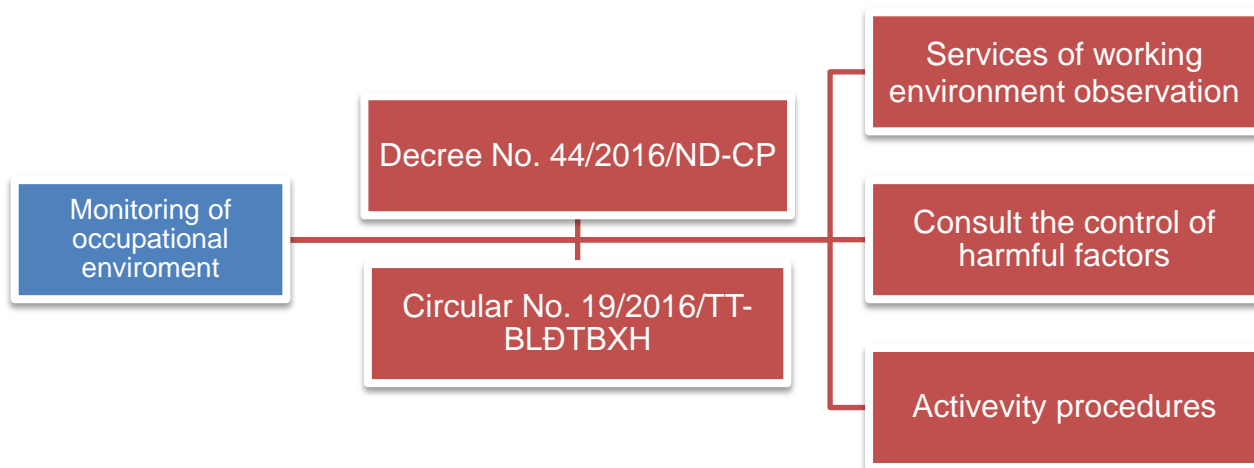 Monitoring of
occupational
enviroment
Decree No. 44/2016/ND-CP
Circular No. 19/2016/TT-
BLĐTBXH
Services of working
environment observation
Consult the control of
harmful factors
Activevity procedures